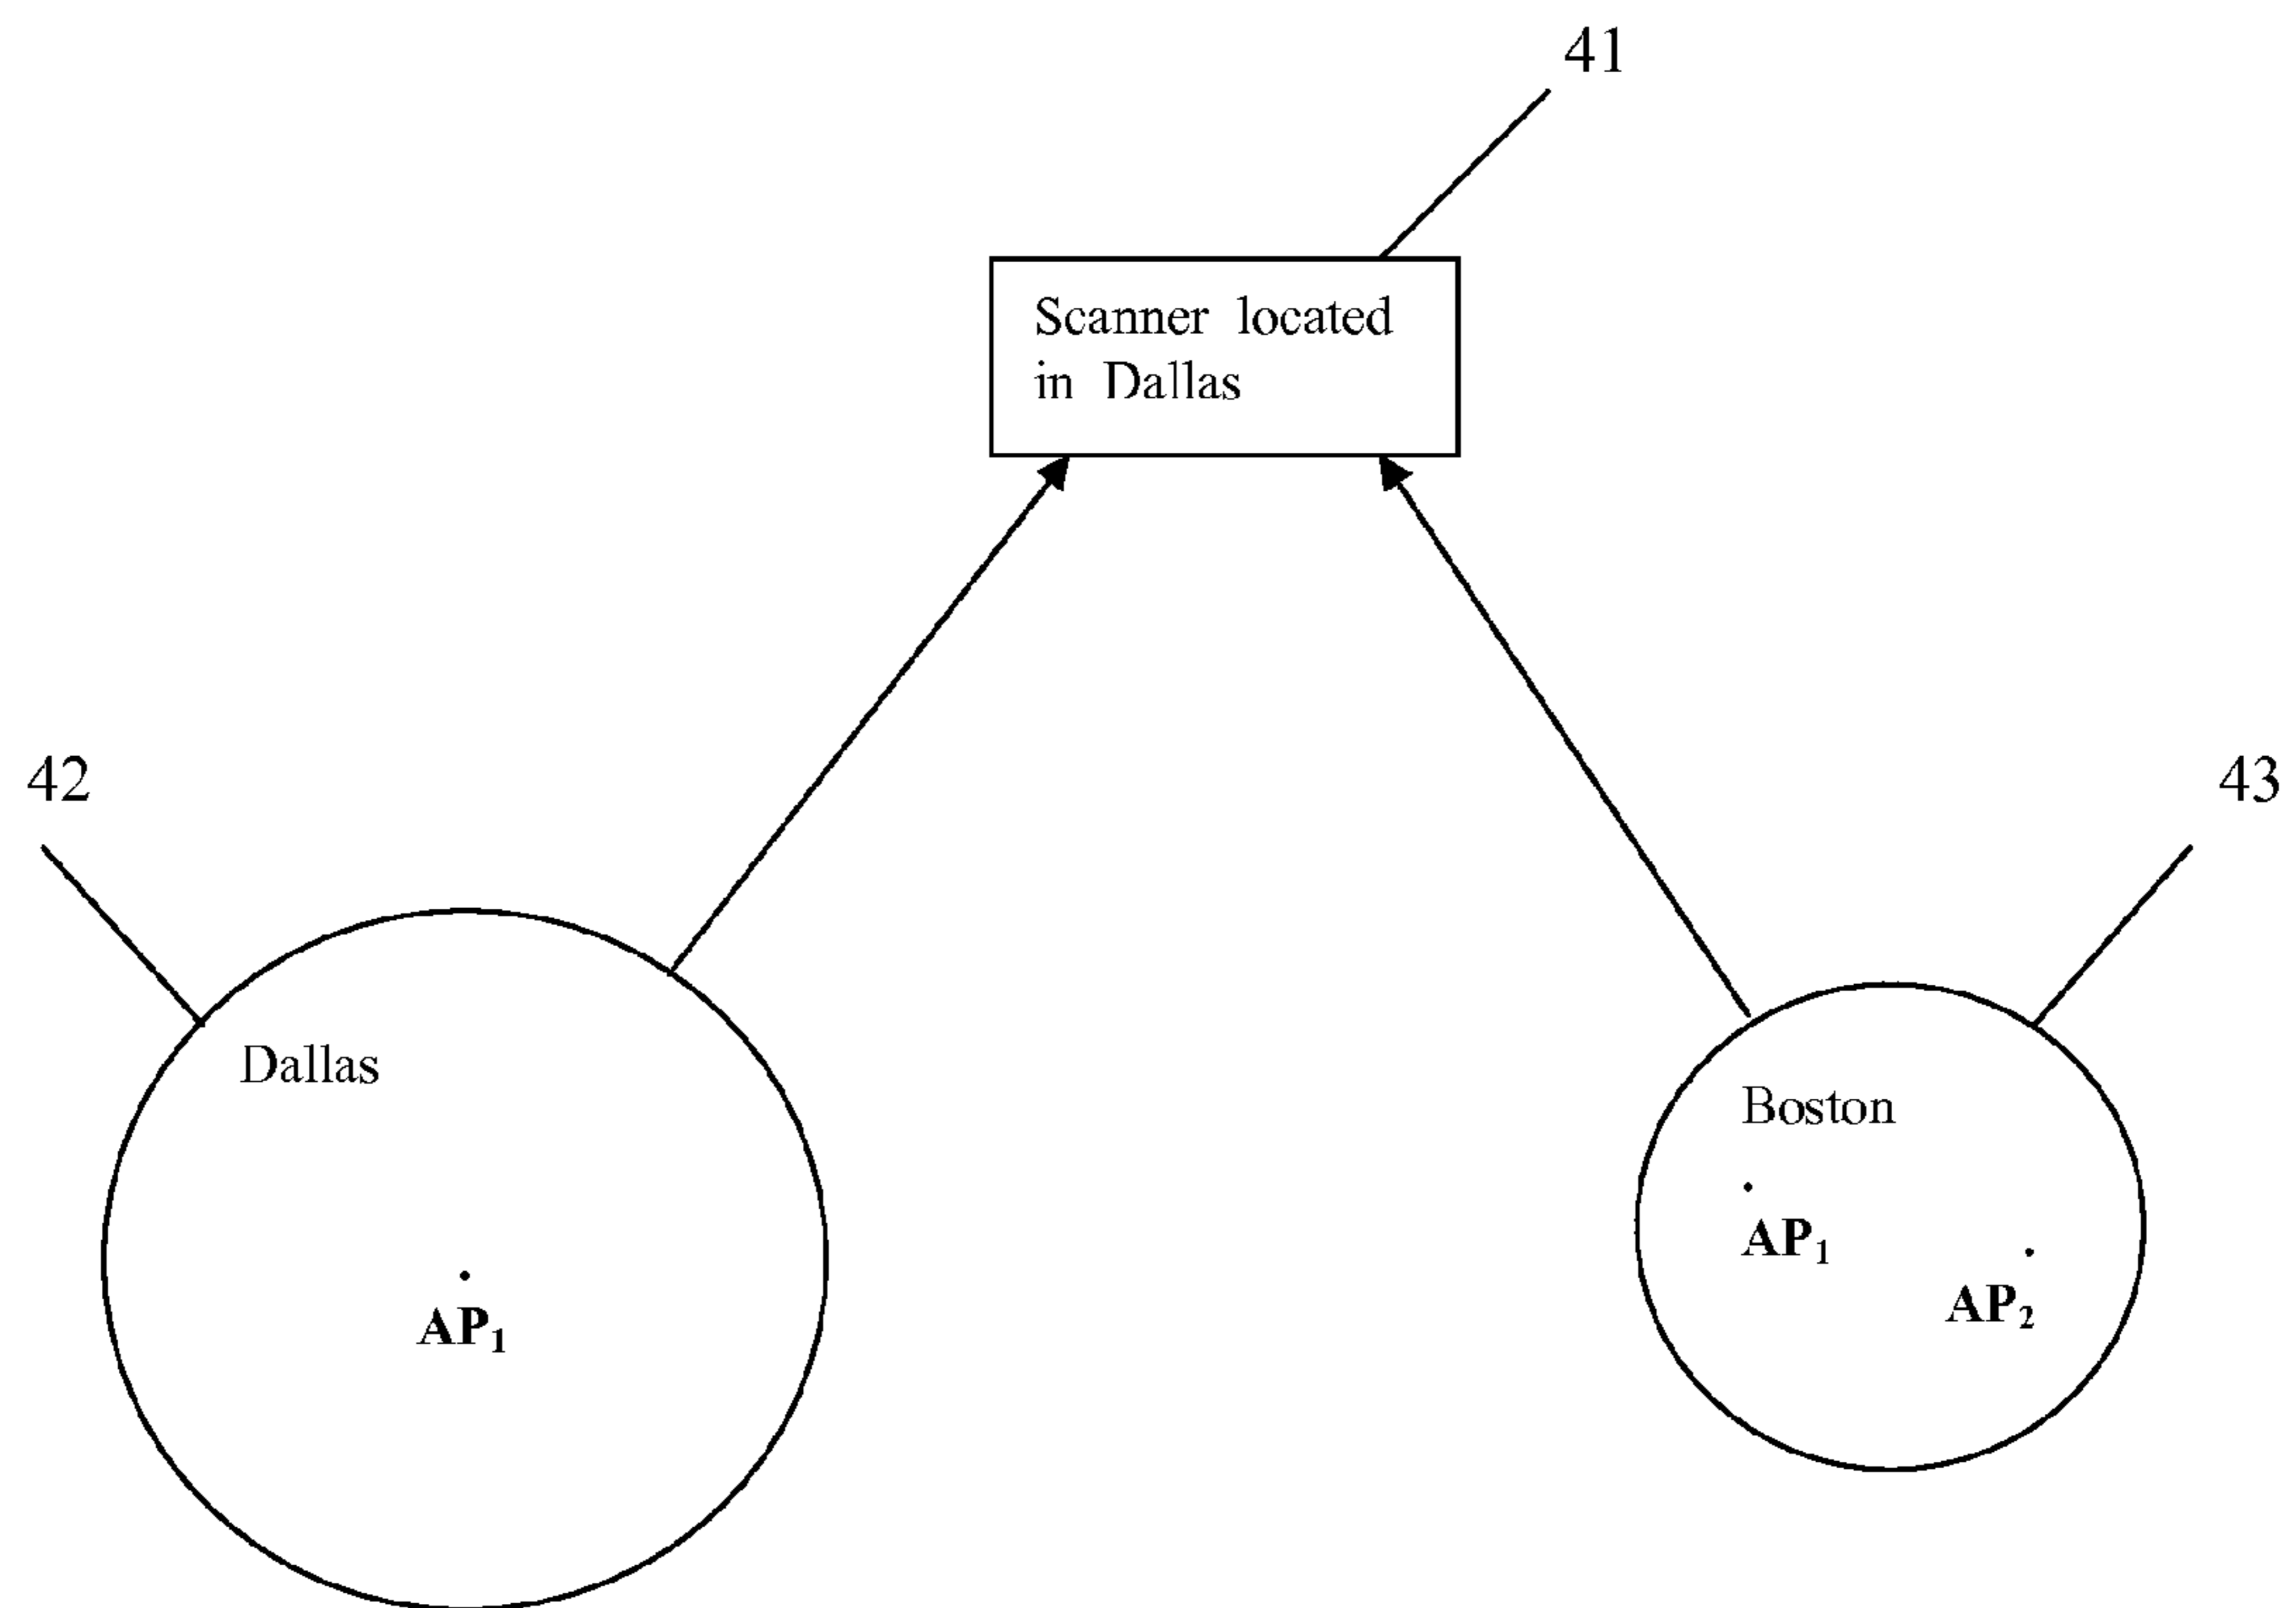 41
Scanner located
in Dallas
42
43
Dallas
Boston
AP₁
AP₂
AP₁